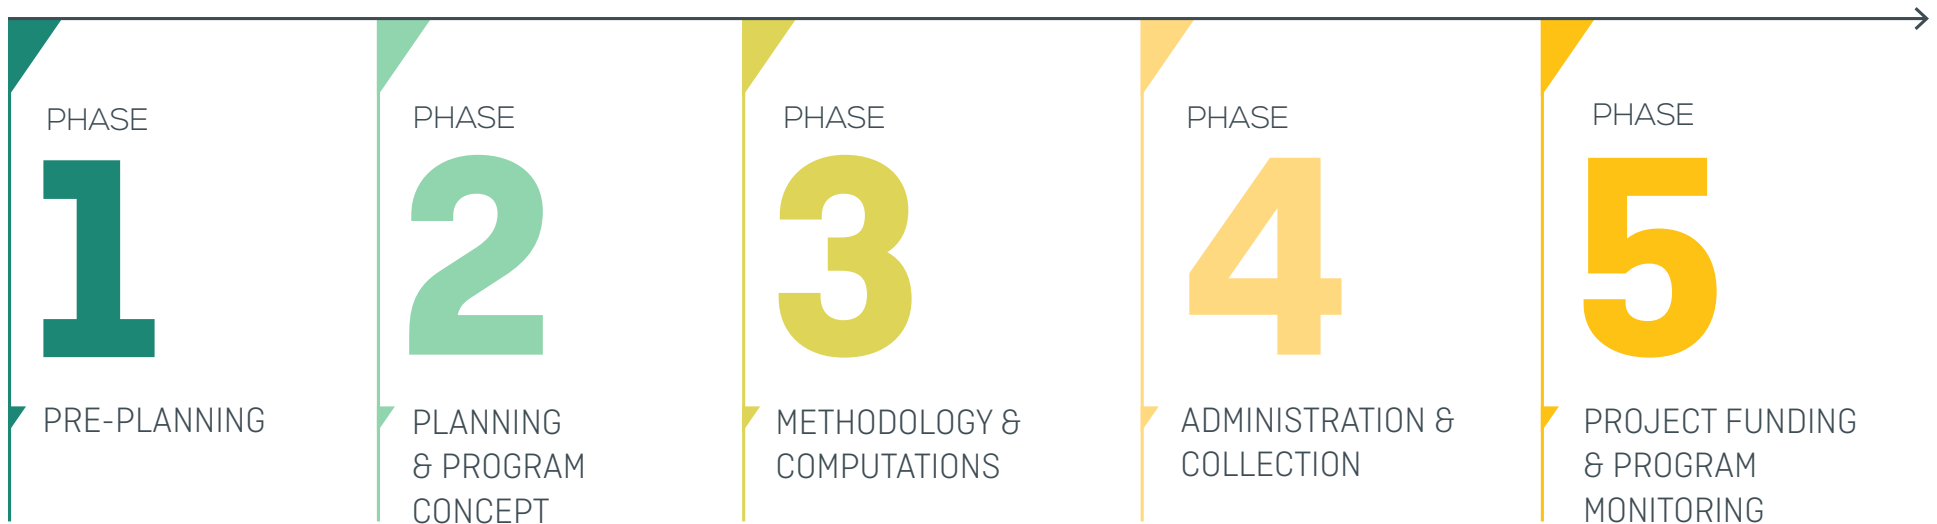 PHASE
1
PRE-PLANNING
PHASE
2
PLANNING
& PROGRAM
CONCEPT
PHASE
3
METHODOLOGY &
COMPUTATIONS
PHASE
4
ADMINISTRATION &
COLLECTION
PHASE
5
PROJECT FUNDING
& PROGRAM
MONITORING